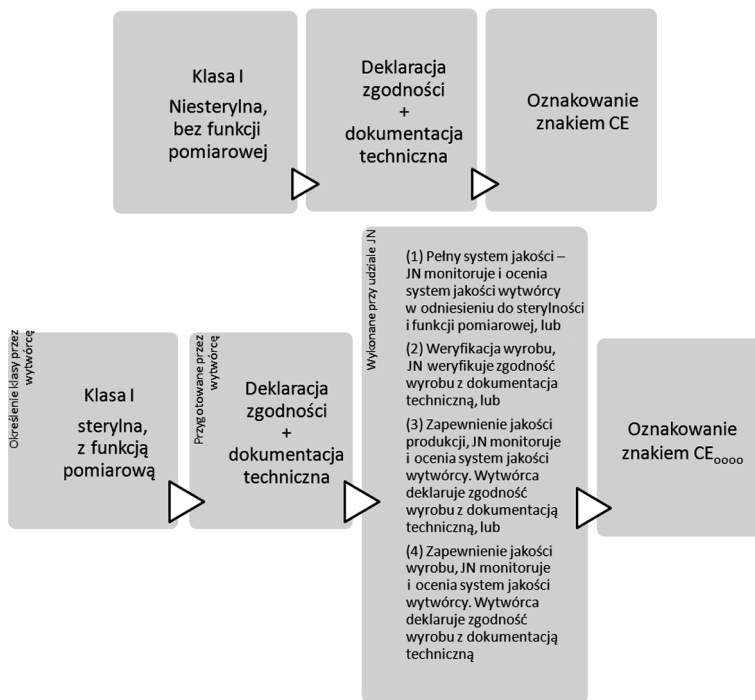 Klasa I
Niesterylna,
bez funkcji
pomiarowej
Deklaracja
zgodności
+
dokumentacja
techniczna
Oznakowanie
znakiem CE
Określenie klasy przez
wytwórcę
Klasa I
sterylna,
z funkcją
pomiarową
Przygotowane przez
wytwórcę
Deklaracja
zgodności
+
dokumentacja
techniczna
Wykonane przy udziale JN
(1) Pełny system jakości –
JN monitoruje i ocenia
system jakości wytwórcy
w odniesieniu do sterylności
i funkcji pomiarowej, lub
(2) Weryfikacja wyrobu,
JN weryfikuje zgodność
wyrobu z dokumentacja
techniczną, lub
(3) Zapewnienie jakości
produkcji, JN monitoruje
i ocenia system jakości
wytwórcy. Wytwórca
deklaruje zgodność
wyrobu z dokumentacją
techniczną, lub
(4) Zapewnienie jakości
wyrobu, JN monitoruje
i ocenia system jakości
wytwórcy. Wytwórca
deklaruje zgodność
wyrobu z dokumentacją
techniczną
Oznakowanie
znakiem CEoooo